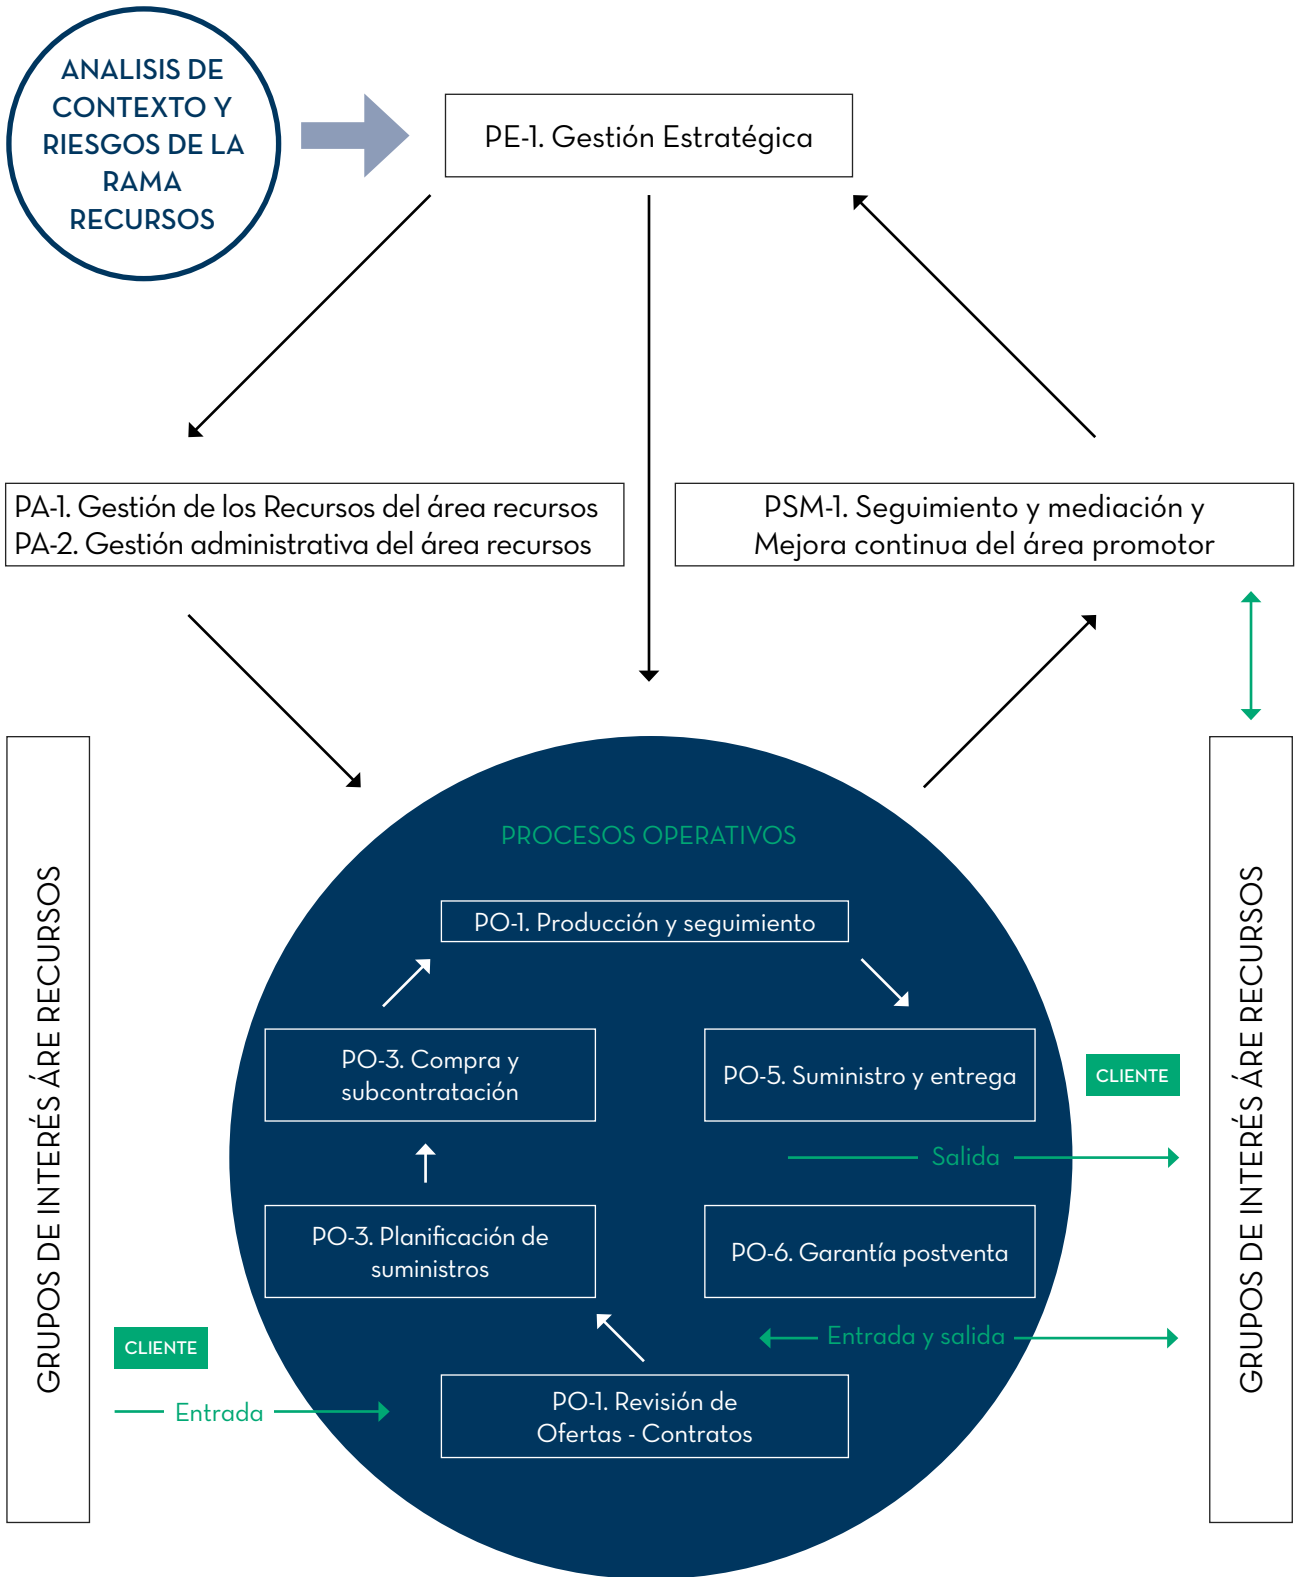 ANALISIS DE
CONTEXTO Y
RIESGOS DE LA
RAMA
RECURSOS
PE-1. Gestión Estratégica
PA-1. Gestión de los Recursos del área recursos
PA-2. Gestión administrativa del área recursos
PSM-1. Seguimiento y mediación y
Mejora continua del área promotor
GRUPOS DE INTERÉS ÁRE RECURSOS
PROCESOS OPERATIVOS
PO-1. Producción y seguimiento
PO-3. Compra y
subcontratación
PO-5. Suministro y entrega
CLIENTE
Salida
PO-3. Planificación de
suministros
PO-6. Garantía postventa
CLIENTE
Entrada y salida
Entrada
PO-1. Revisión de
Ofertas - Contratos
GRUPOS DE INTERÉS ÁRE RECURSOS